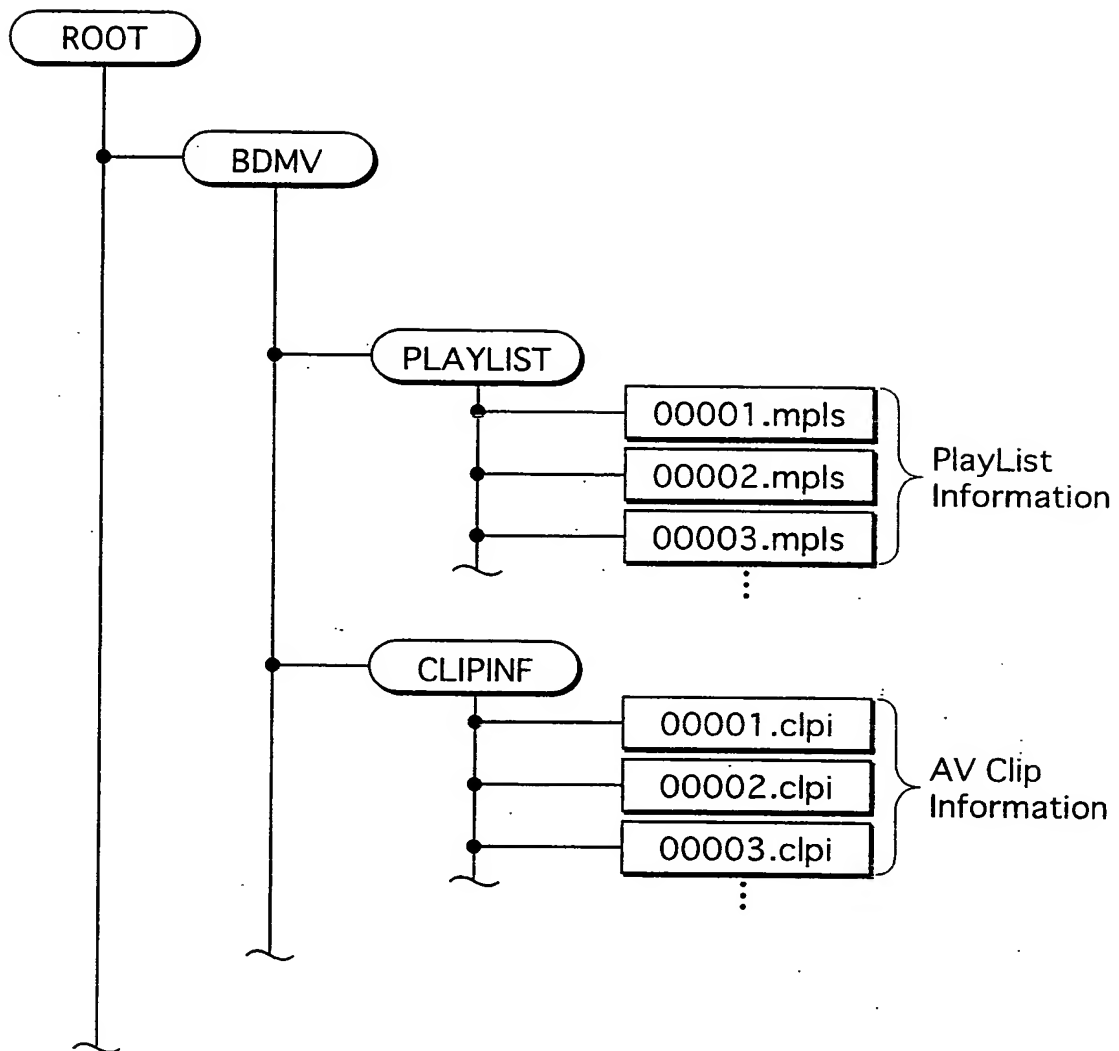 ROOT
BDMV
PLAYLIST
00001.mpls
00002.mpls
00003.mpls
PlayList
Information
CLIPINF
00001.clpi
00002.clpi
00003.clpi
AV Clip
Information